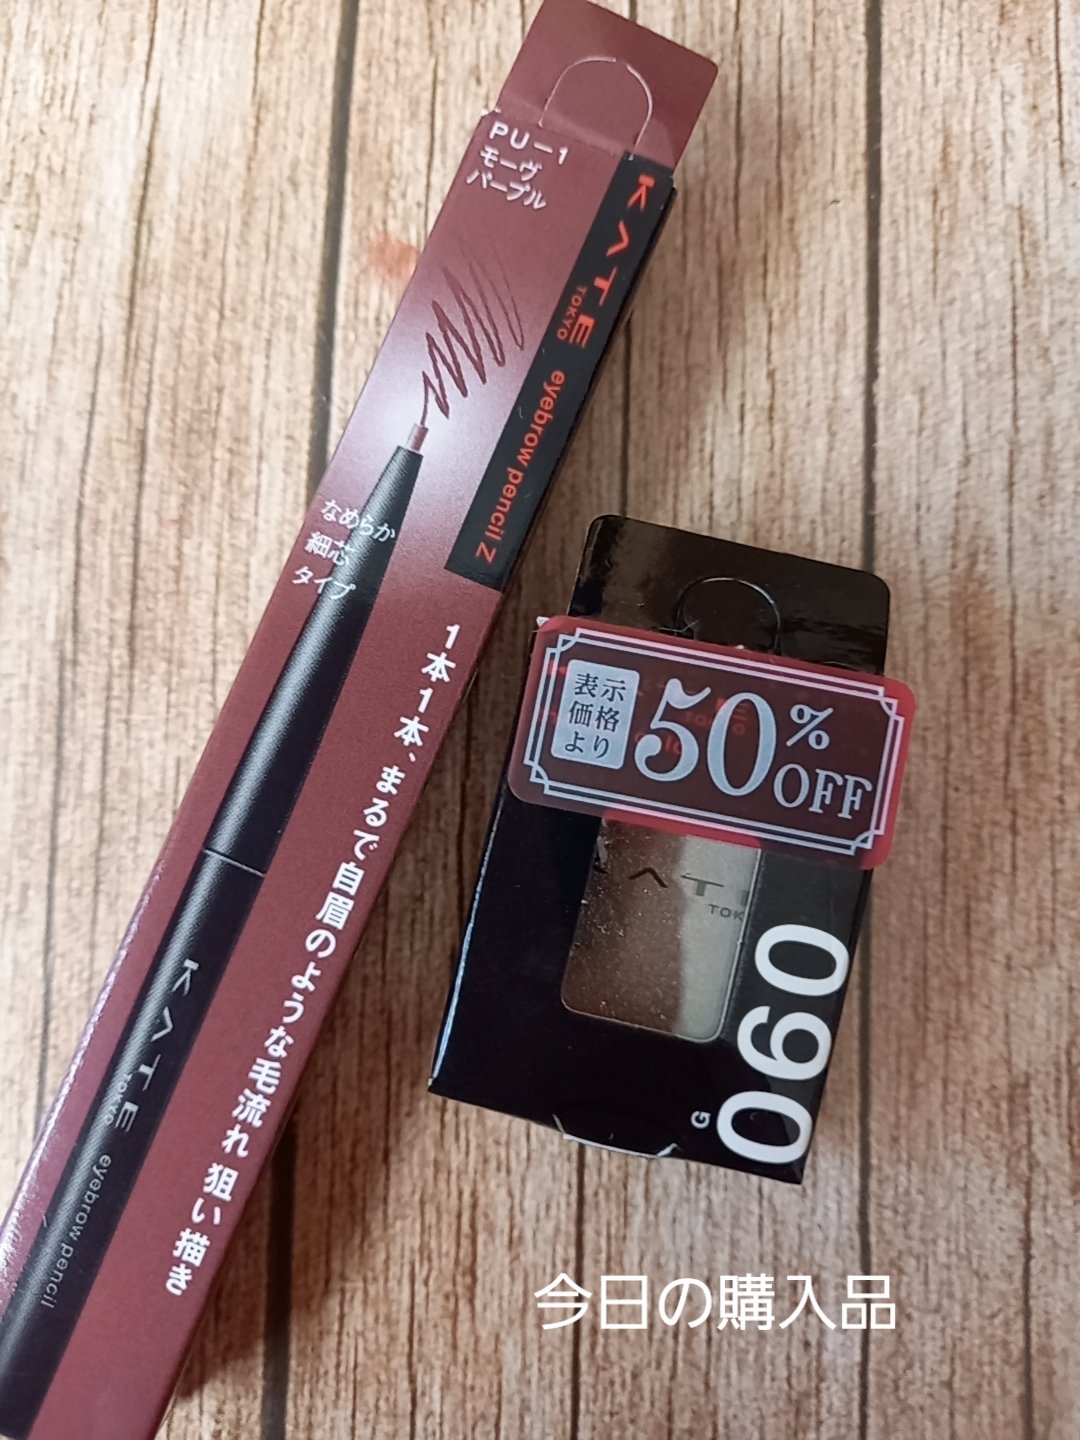 PU-1
モーヴ
パープル
KATE
TOKYO
eyebrow pencil Z
なめらか
細芯
タイプ
1本1本、まるで自眉のような毛流れ 狙い描き
KATE
TOKYO
eyebrow pencil
表示
価格
より
50%
OFF
KAT
TOK
G
060
今日の購入品